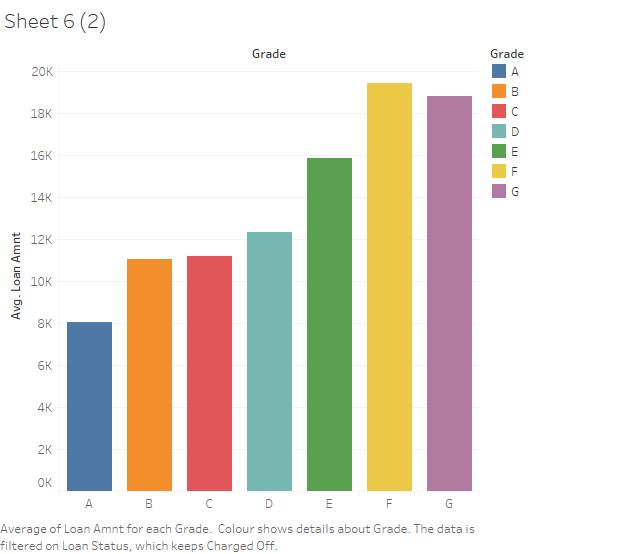 Sheet 6 (2)
Grade
Grade
20K
18K
16K
14K
12K
10K
8K
6K
4K
2K
0K
Avg. Loan Amnt
A
B
C
D
E
F
G
A
B
C
D
E
F
G
Average of Loan Amnt for each Grade.  Colour shows details about Grade. The data is
filtered on Loan Status, which keeps Charged Off.